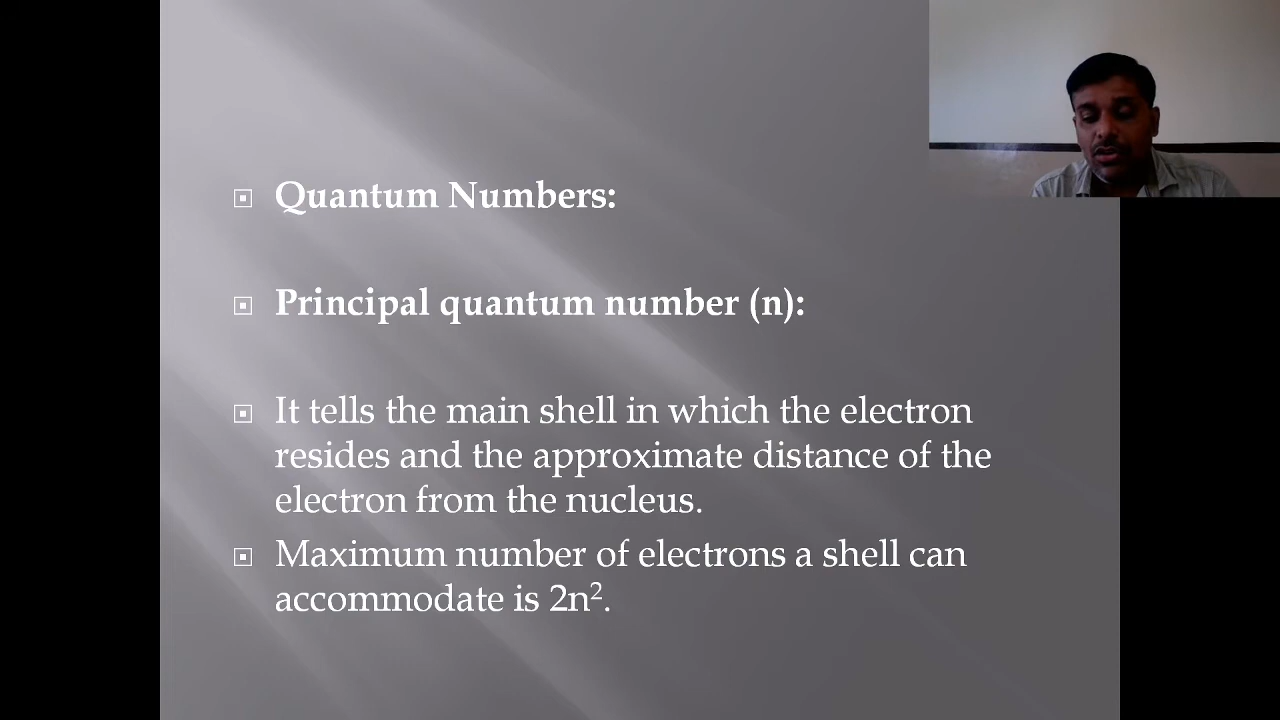 Quantum Numbers:
Principal quantum number (n):
It tells the main shell in which the electron
resides and the approximate distance of the
electron from the nucleus.
Maximum number of electrons a shell can
accommodate is 2n².